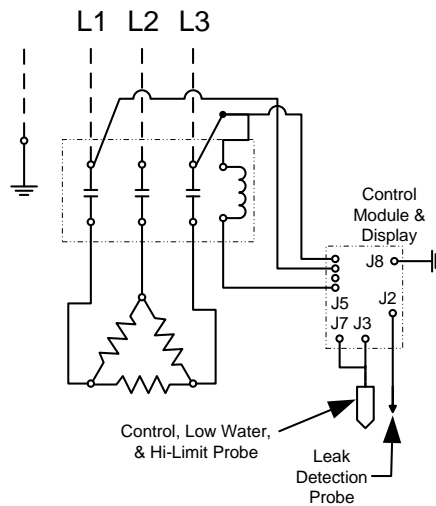 L1 L2 L3
Control
Module &
Display
J8
J5
J2
J7 J3
Control, Low Water,
& Hi-Limit Probe
Leak
Detection
Probe